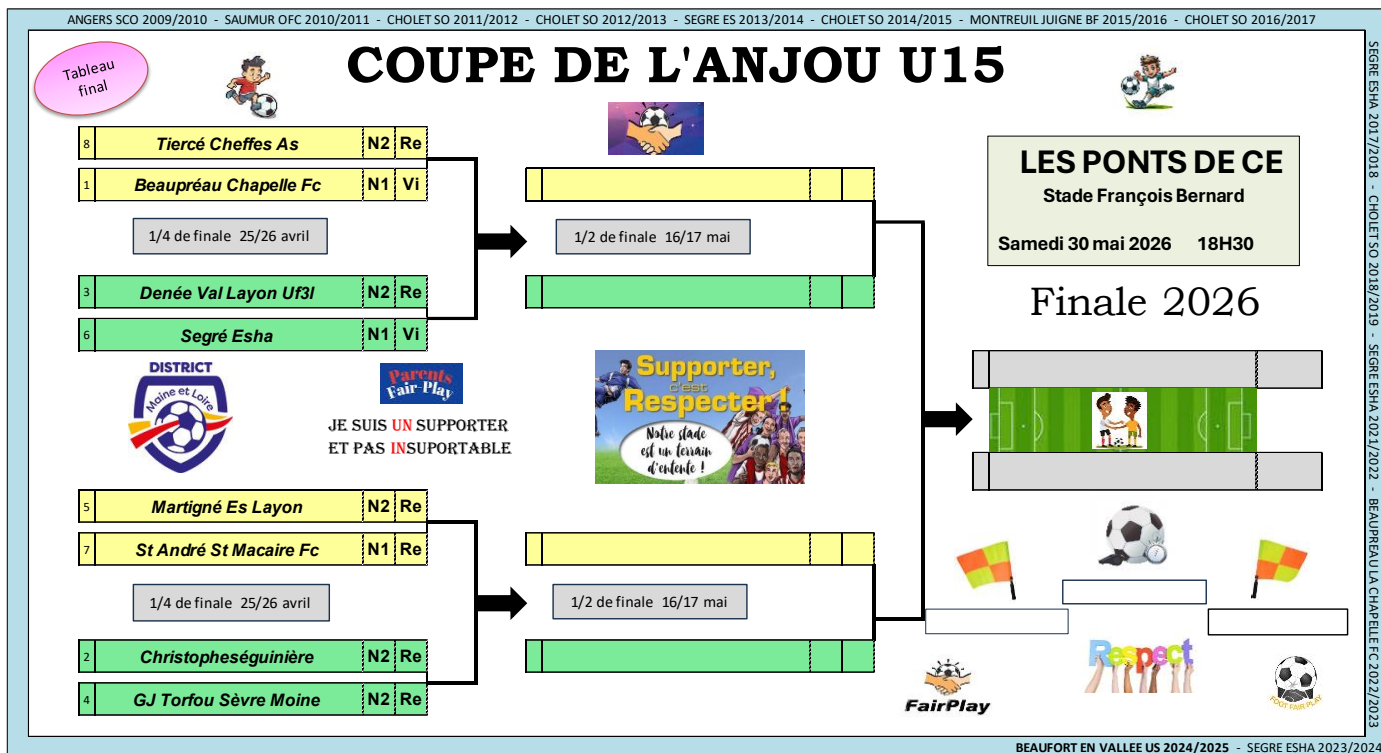 ANGERS SCO 2009/2010 - SAUMUR OFC 2010/2011 - CHOLET SO 2011/2012 - CHOLET SO 2012/2013 - SEGRE ES 2013/2014 - CHOLET SO 2014/2015 - MONTREUIL JUIGNE BF 2015/2016 - CHOLET SO 2016/2017
Tableau
final
COUPE DE L'ANJOU U15
8 Tiercé Cheffes As N2 Re
1 Beaupréau Chapelle Fc N1 Vi
1/4 de finale 25/26 avril
3 Denée Val Layon Uf3l N2 Re
6 Segré Esha N1 Vi
1/2 de finale 16/17 mai
LES PONTS DE CE
Stade François Bernard
Samedi 30 mai 2026 18H30
Finale 2026
DISTRICT
Maine et Loire
Parents
Fair-Play
JE SUIS UN SUPPORTER
ET PAS INSUPORTABLE
Supporter,
c'est
Respecter !
Notre stade
est un terrain
d'entente !
5 Martigné Es Layon N2 Re
7 St André St Macaire Fc N1 Re
1/4 de finale 25/26 avril
2 Christopheséguinière N2 Re
4 GJ Torfou Sèvre Moine N2 Re
1/2 de finale 16/17 mai
Respect
FairPlay
FOOT FAIR PLAY
SEGRE ESHA 2017/2018 - CHOLET SO 2018/2019 - SEGRE ESHA 2021/2022 - BEAUPREAU LA CHAPELLE FC 2022/2023
BEAUFORT EN VALLEE US 2024/2025 - SEGRE ESHA 2023/2024